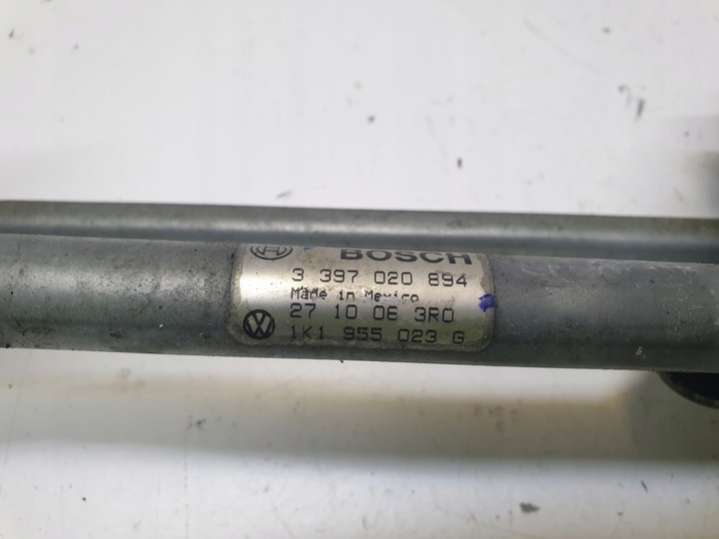 BOSCH
3 397 020 894
Made in Mexico
27 10 06 3R0
1K1 955 023 G